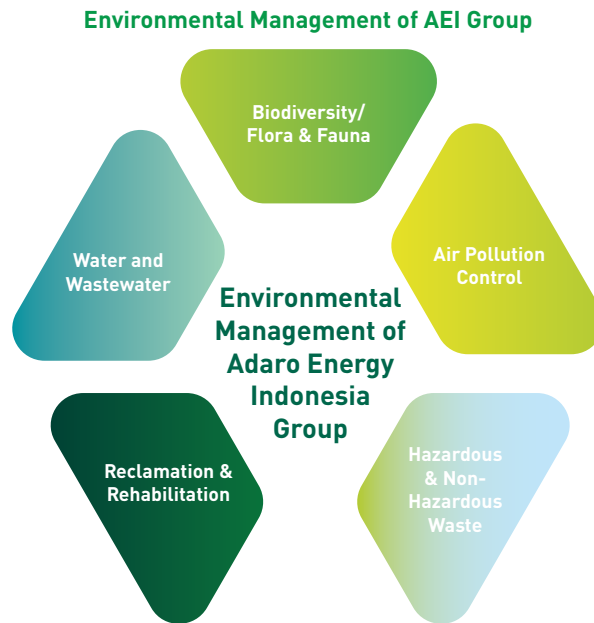 Environmental Management of AEI Group
Biodiversity/
Flora & Fauna
Air Pollution
Control
Water and
Wastewater
Environmental
Management of
Adaro Energy
Indonesia
Group
Hazardous
& Non-
Hazardous
Waste
Reclamation &
Rehabilitation